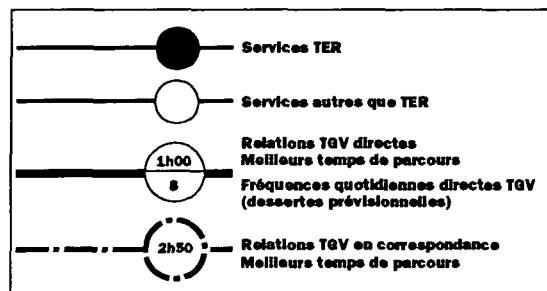 Services TER
Services autres que TER
1h00
8
Relations TGV directes
Meilleurs temps de parcours
Fréquences quotidiennes directes TGV
(dessertes prévisionnelles)
2h50
Relations TGV en correspondance
Meilleurs temps de parcours